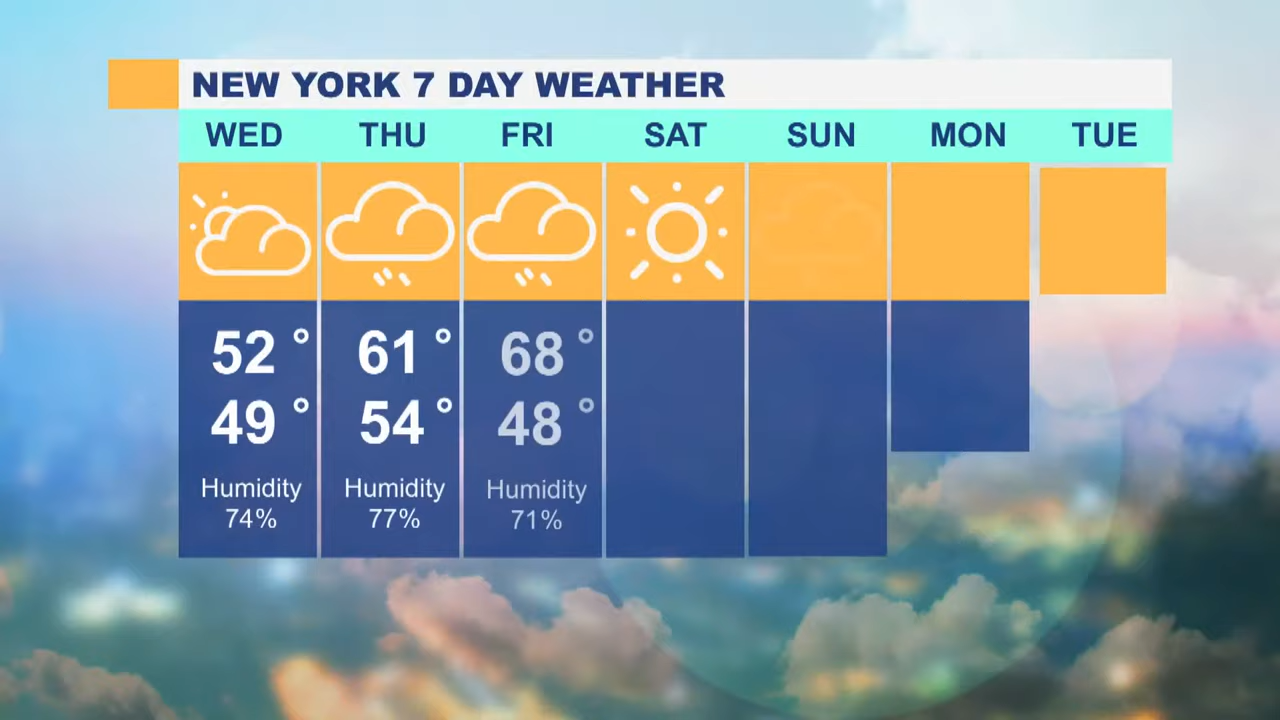 NEW YORK 7 DAY WEATHER
WED THU FRI SAT SUN MON TUE
52° 61° 68°
49° 54° 48°
Humidity Humidity Humidity
74% 77% 71%